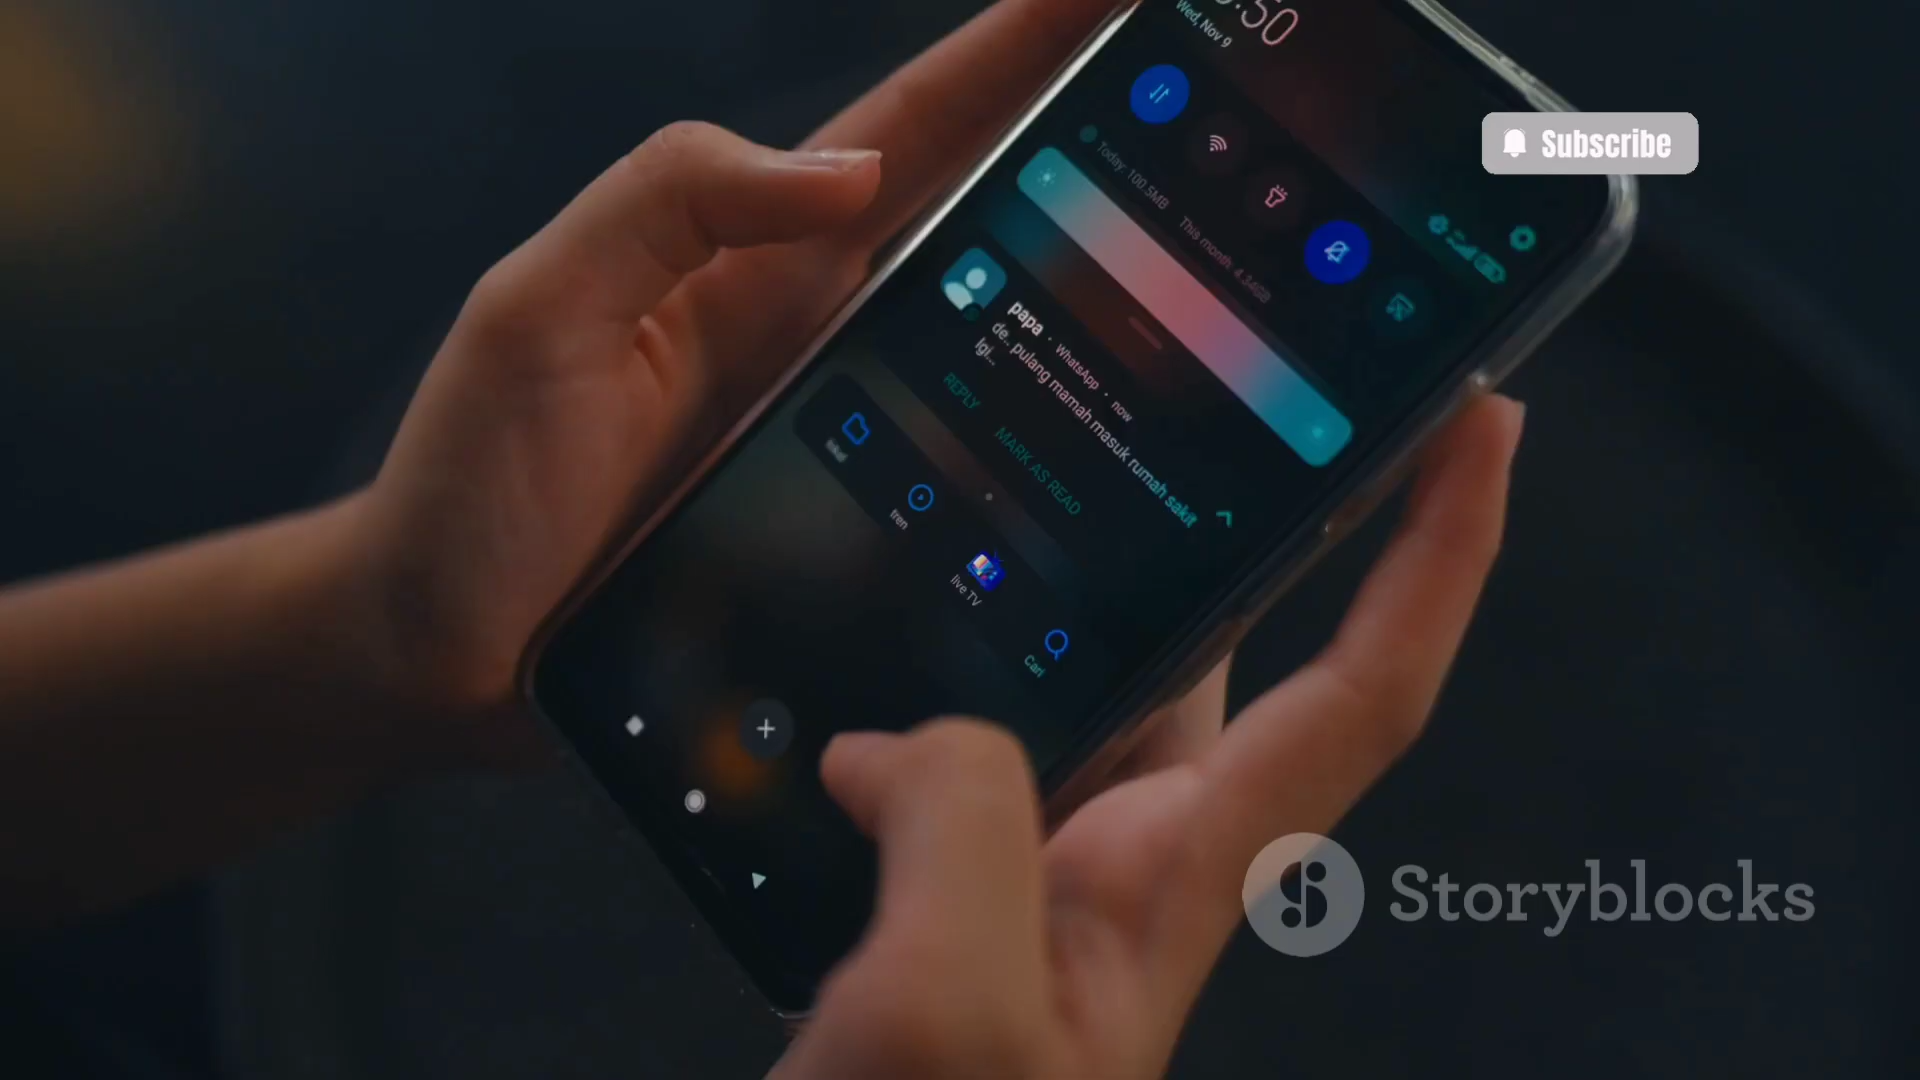 :50
Wed, Nov 9
Subscribe
Today: 100.5MB
This month: 4.34GB
papa · WhatsApp · now
de.. pulang mamah masuk rumah sakit
lgi...
REPLY
MARK AS READ
tren
live TV
Cari
Storyblocks